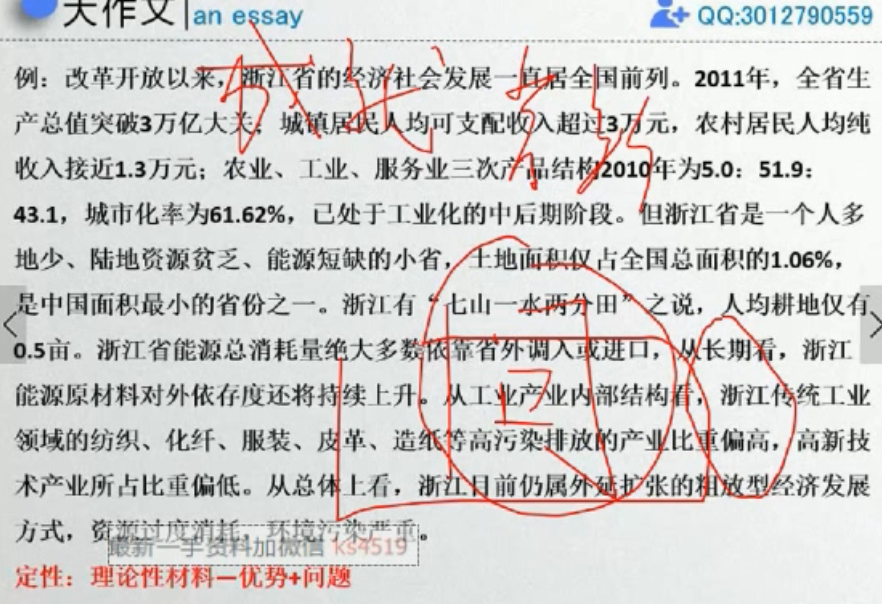 大作文 an essay QQ:3012790559
例：改革开放以来，浙江省的经济社会发展一直居全国前列。2011年，全省生
产总值突破3万亿大关；城镇居民人均可支配收入超过3万元，农村居民人均纯
收入接近1.3万元；农业、工业、服务业三次产品结构2010年为5.0：51.9：
43.1，城市化率为61.62%，已处于工业化的中后期阶段。但浙江省是一个人多
地少、陆地资源贫乏、能源短缺的小省，土地面积仅占全国总面积的1.06%，
是中国面积最小的省份之一。浙江有“七山一水两分田”之说，人均耕地仅有
0.5亩。浙江省能源总消耗量绝大多数依靠省外调入或进口，从长期看，浙江
能源原材料对外依存度还将持续上升。从工业产业内部结构看，浙江传统工业
领域的纺织、化纤、服装、皮革、造纸等高污染排放的产业比重偏高，高新技
术产业所占比重偏低。从总体上看，浙江目前仍属外延扩张的粗放型经济发展
方式，资源过度消耗，环境污染严重。
最新一手资料加微信 ks4519
定性：理论性材料—优势+问题